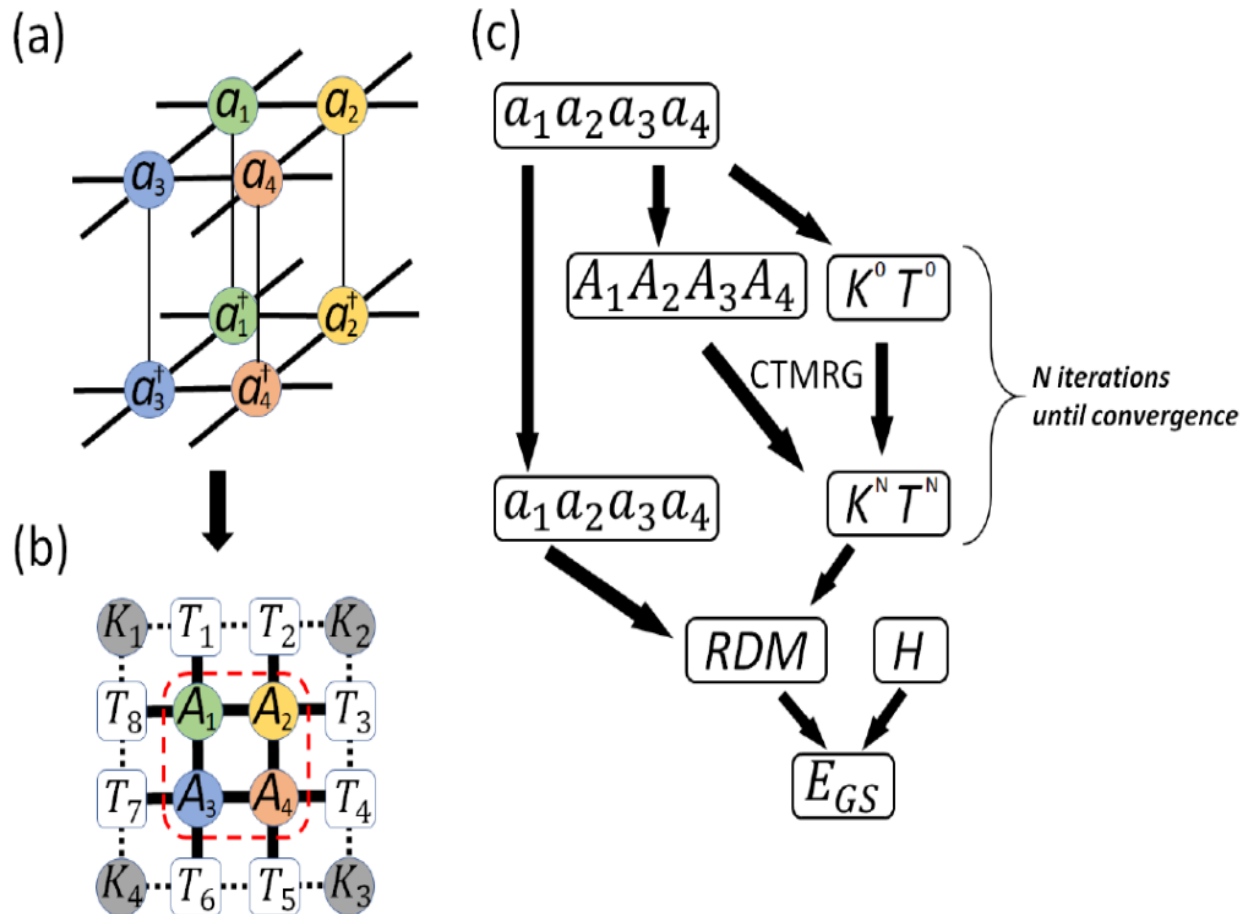 (a)
a₁ a₂
a₃ a₄
a₁† a₂†
a₃† a₄†
(b)
K₁ T₁ T₂ K₂
T₈ A₁ A₂ T₃
T₇ A₃ A₄ T₄
K₄ T₆ T₅ K₃
(c)
a₁a₂a₃a₄
A₁A₂A₃A₄ K⁰ T⁰
CTMRG
N iterations
until convergence
a₁a₂a₃a₄ Kᴺ Tᴺ
RDM H
E_GS